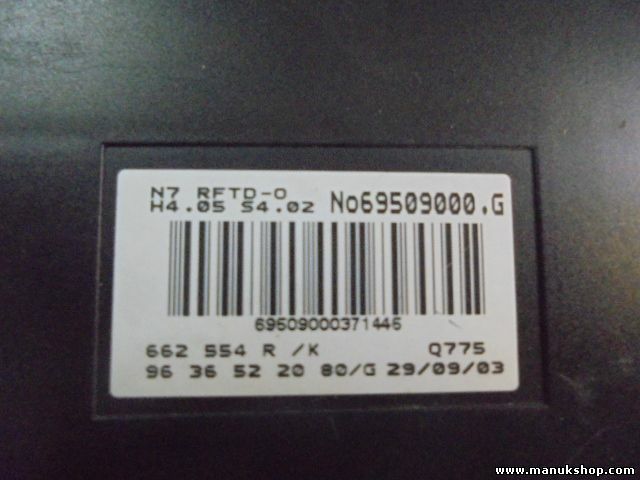 N7 RFTD-0
H4.05 S4.02 No69509000.G
69509000371446
662 554 R /K Q775
96 36 52 20 80/G 29/09/03
www.manukshop.com